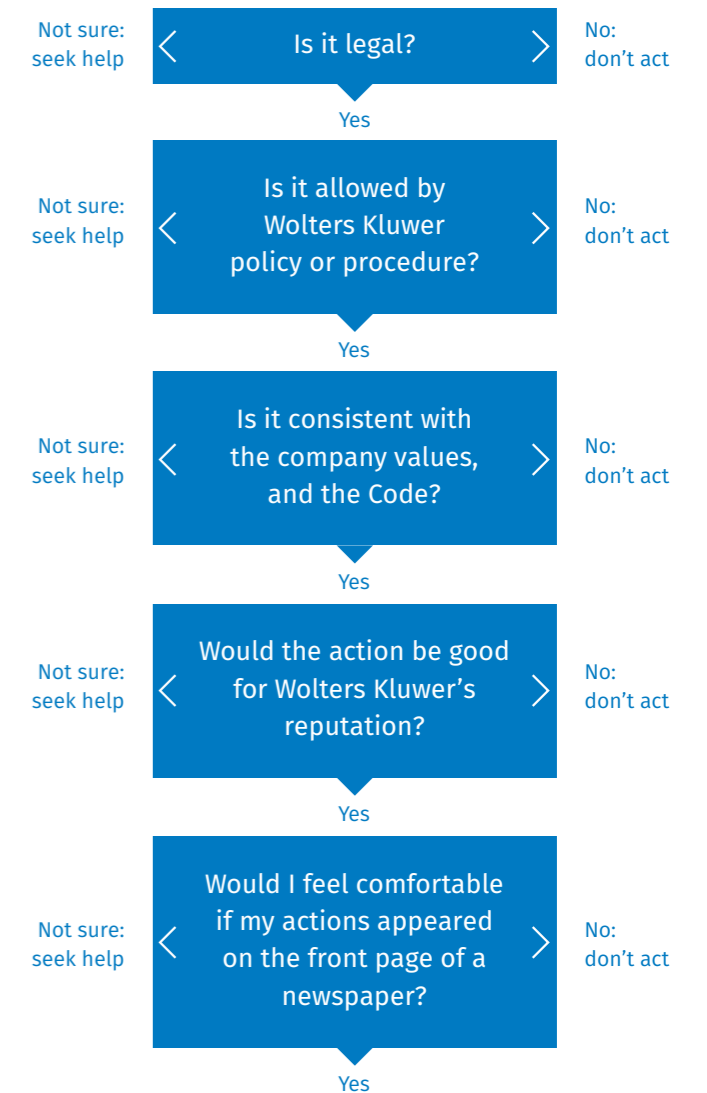 Not sure:
seek help
Is it legal?
No:
don’t act
Yes
Not sure:
seek help
Is it allowed by
Wolters Kluwer
policy or procedure?
No:
don’t act
Yes
Not sure:
seek help
Is it consistent with
the company values,
and the Code?
No:
don’t act
Yes
Not sure:
seek help
Would the action be good
for Wolters Kluwer’s
reputation?
No:
don’t act
Yes
Not sure:
seek help
Would I feel comfortable
if my actions appeared
on the front page of a
newspaper?
No:
don’t act
Yes